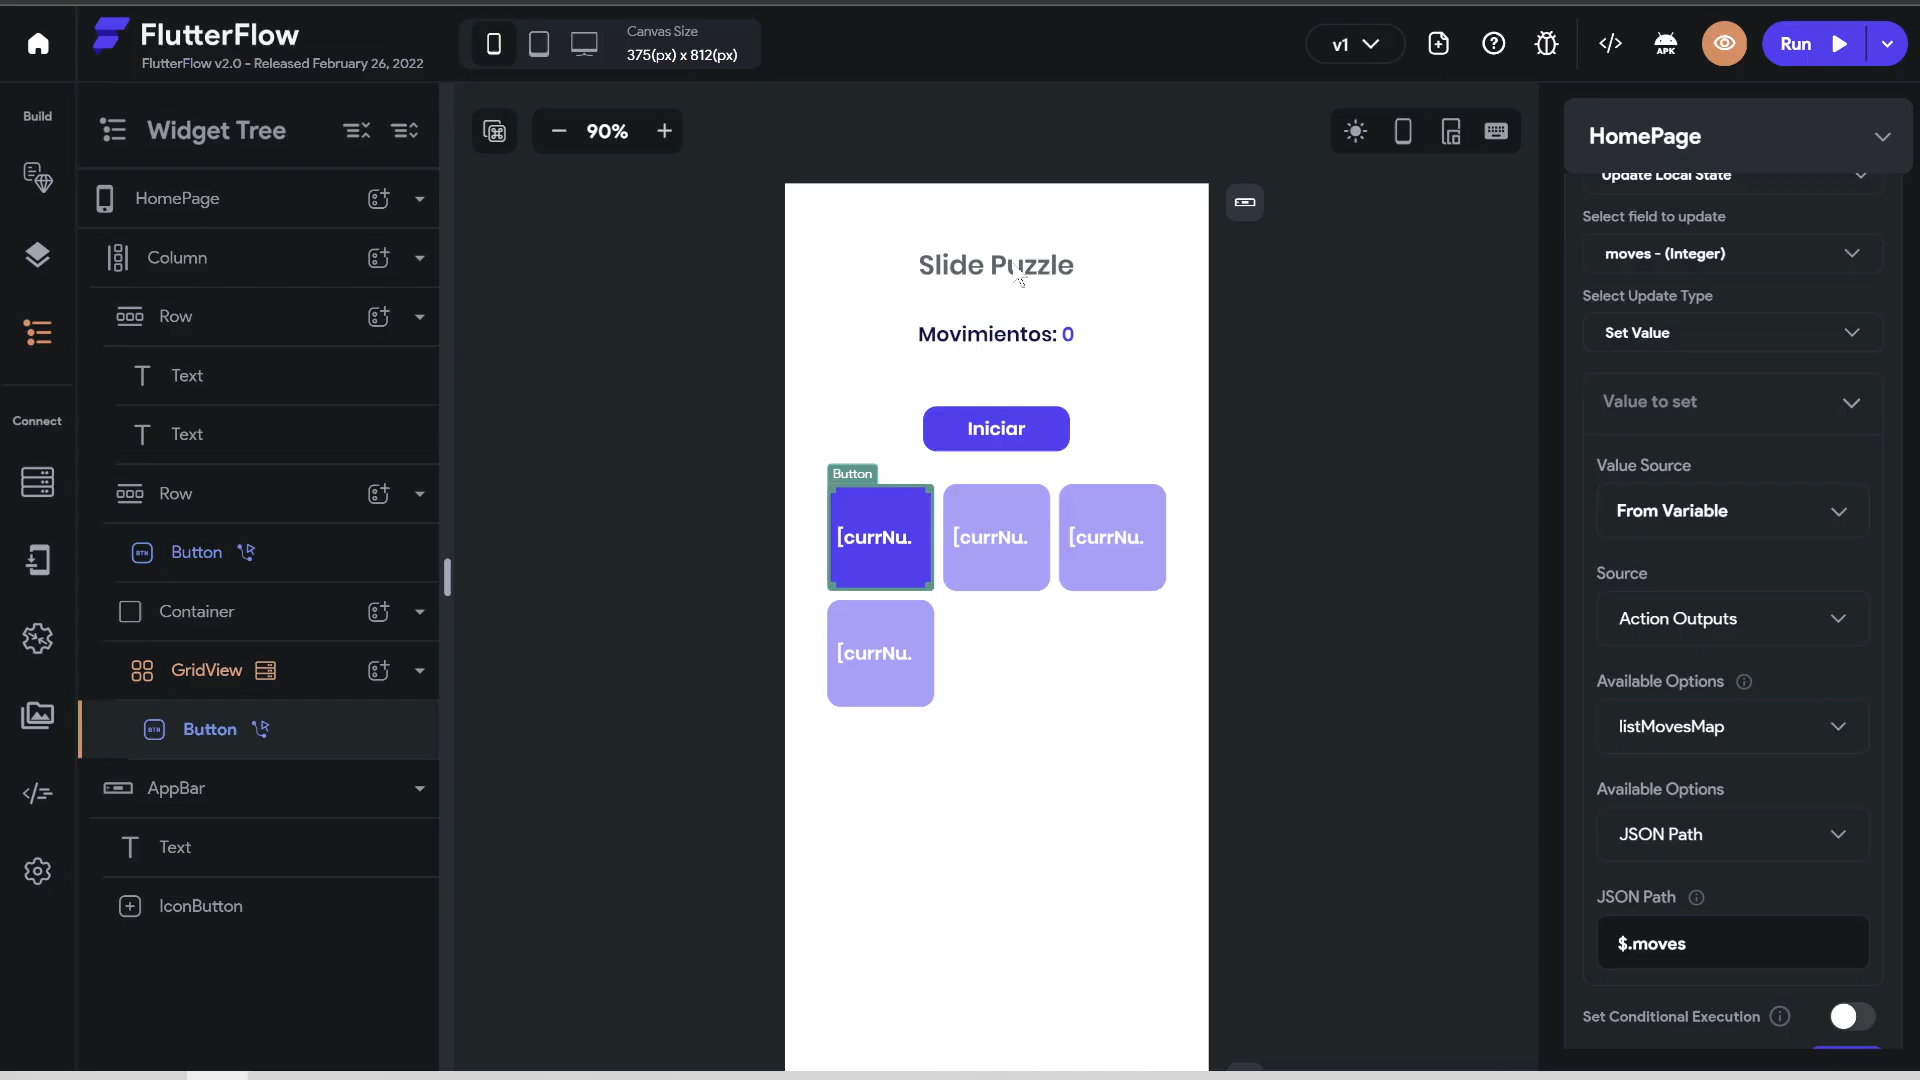 FlutterFlow
FlutterFlow v2.0 - Released February 26, 2022
Canvas Size
375(px) x 812(px)
v1
APK
Run
Build
Connect
Widget Tree
HomePage
Column
Row
Text
Text
Row
BTN Button
Container
GridView
BTN Button
AppBar
Text
IconButton
90%
Slide Puzzle
Movimientos: 0
Iniciar
Button
[currNu.
[currNu.
[currNu.
[currNu.
HomePage
Update Local State
Select field to update
moves - (Integer)
Select Update Type
Set Value
Value to set
Value Source
From Variable
Source
Action Outputs
Available Options
listMovesMap
Available Options
JSON Path
JSON Path
$.moves
Set Conditional Execution